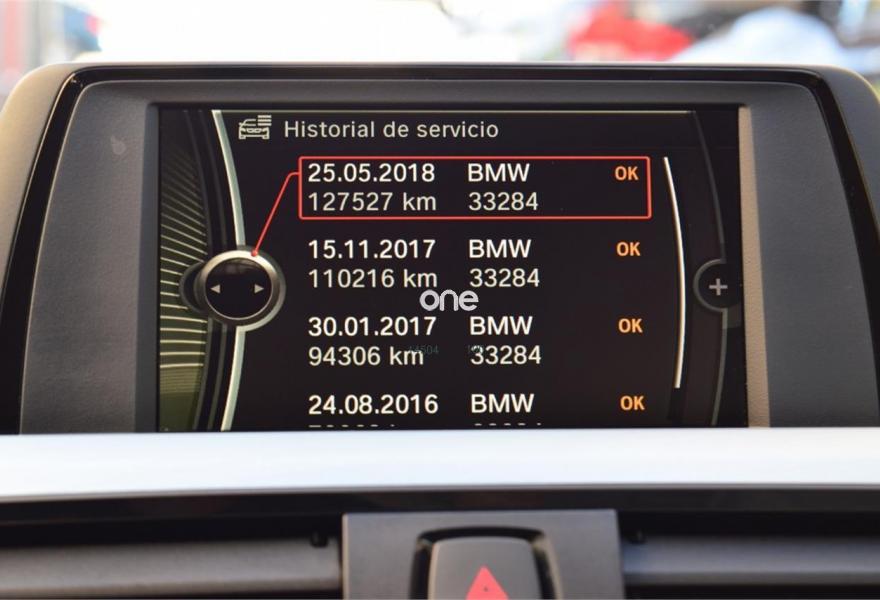 Historial de servicio
25.05.2018 BMW OK
127527 km 33284
15.11.2017 BMW OK
110216 km 33284
one
30.01.2017 BMW OK
94306 km 33284
24.08.2016 BMW OK